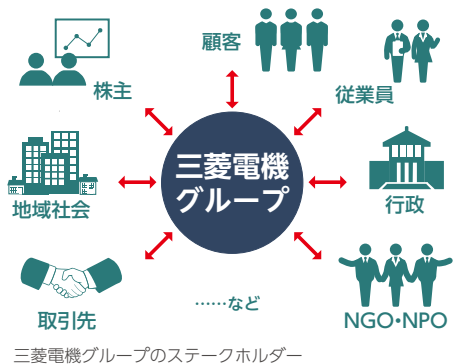 顧客
株主
従業員
三菱電機
グループ
地域社会
行政
取引先
……など
NGO・NPO
三菱電機グループのステークホルダー